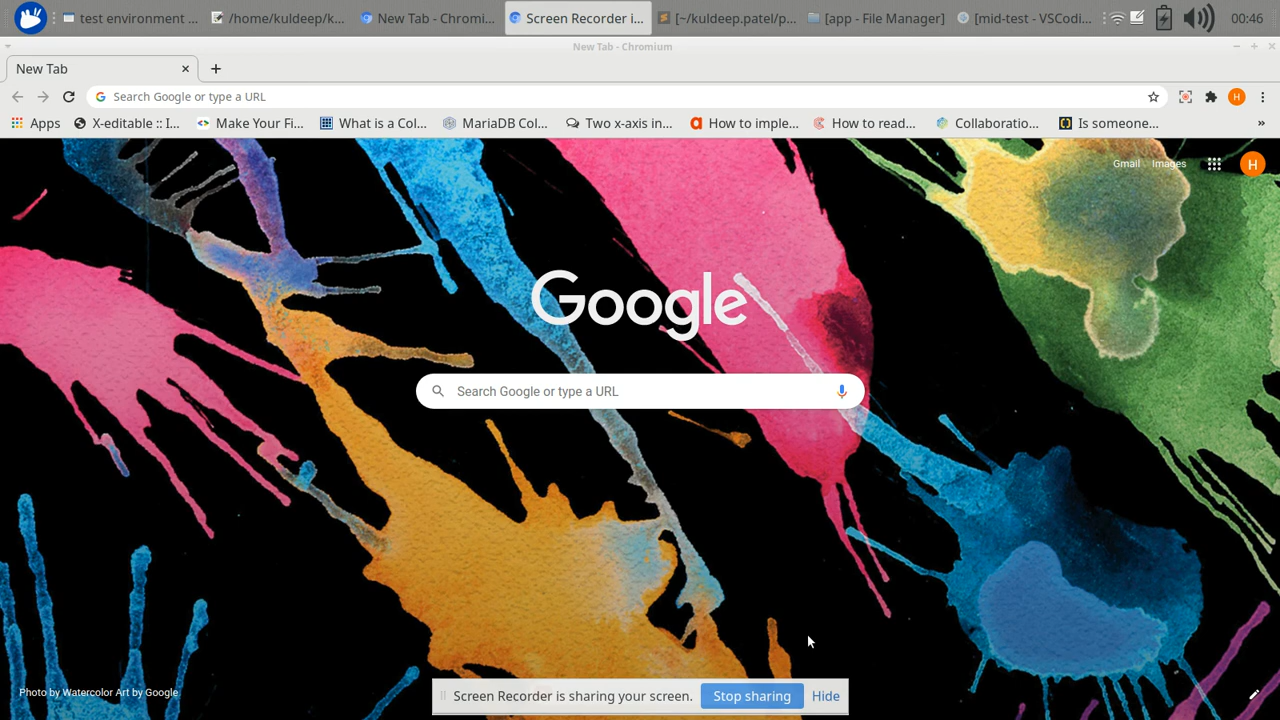 test environment ...
/home/kuldeep/k...
New Tab - Chromi...
Screen Recorder i...
[~/kuldeep.patel/p...
[app - File Manager]
[mid-test - VSCodi...
00:46
New Tab - Chromium
New Tab
Search Google or type a URL
H
Apps
X-editable :: I...
Make Your Fi...
What is a Col...
MariaDB Col...
Two x-axis in...
How to imple...
How to read...
Collaboratio...
Is someone...
»
Gmail
Images
H
Google
Search Google or type a URL
Photo by Watercolor Art by Google
Screen Recorder is sharing your screen.
Stop sharing
Hide